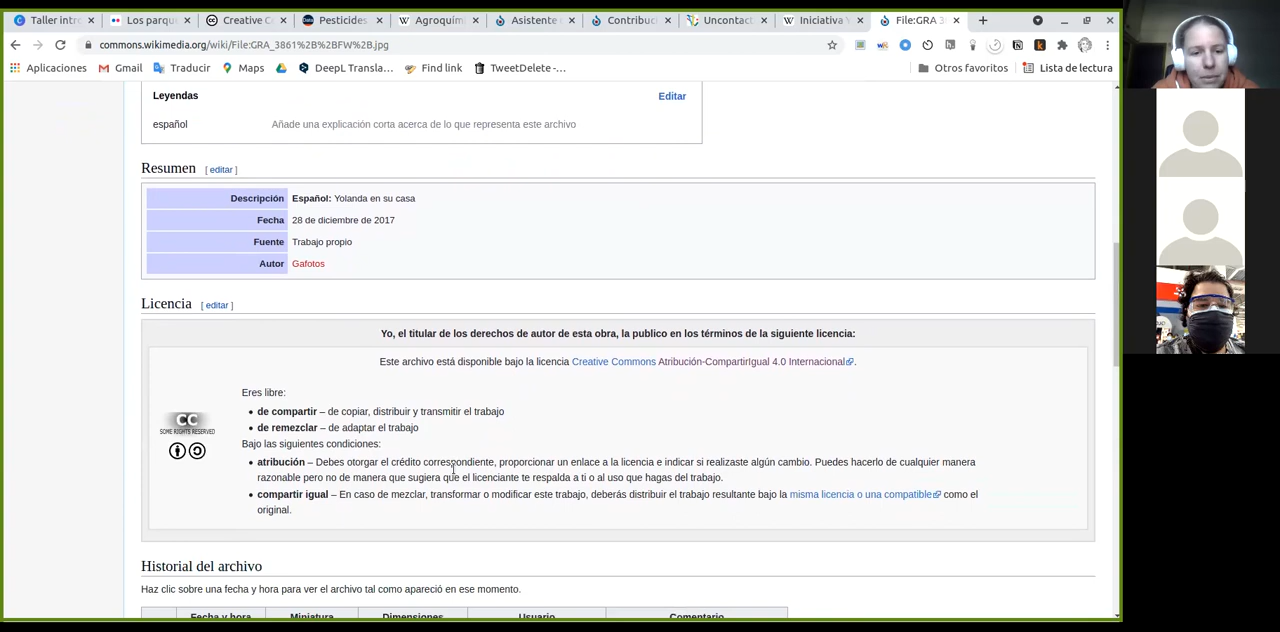 Taller intro
Los parque
Creative C
Pesticides
Agroquími
Asistente
Contribuc
Uncontact
Iniciativa
File:GRA 3
commons.wikimedia.org/wiki/File:GRA_3861%2B%2BFW%2B.jpg
Aplicaciones
Gmail
Traducir
Maps
DeepL Transla...
Find link
TweetDelete -...
Otros favoritos
Lista de lectura
Leyendas
Editar
español
Añade una explicación corta acerca de lo que representa este archivo
Resumen [ editar ]
Descripción Español: Yolanda en su casa
Fecha 28 de diciembre de 2017
Fuente Trabajo propio
Autor Gafotos
Licencia [ editar ]
Yo, el titular de los derechos de autor de esta obra, la publico en los términos de la siguiente licencia:
Este archivo está disponible bajo la licencia Creative Commons Atribución-CompartirIgual 4.0 Internacional.
Eres libre:
• de compartir – de copiar, distribuir y transmitir el trabajo
• de remezclar – de adaptar el trabajo
CC
SOME RIGHTS RESERVED
Bajo las siguientes condiciones:
• atribución – Debes otorgar el crédito correspondiente, proporcionar un enlace a la licencia e indicar si realizaste algún cambio. Puedes hacerlo de cualquier manera
razonable pero no de manera que sugiera que el licenciante te respalda a ti o al uso que hagas del trabajo.
• compartir igual – En caso de mezclar, transformar o modificar este trabajo, deberás distribuir el trabajo resultante bajo la misma licencia o una compatible como el
original.
Historial del archivo
Haz clic sobre una fecha y hora para ver el archivo tal como apareció en ese momento.
Fecha y hora Miniatura Dimensiones Usuario Comentario